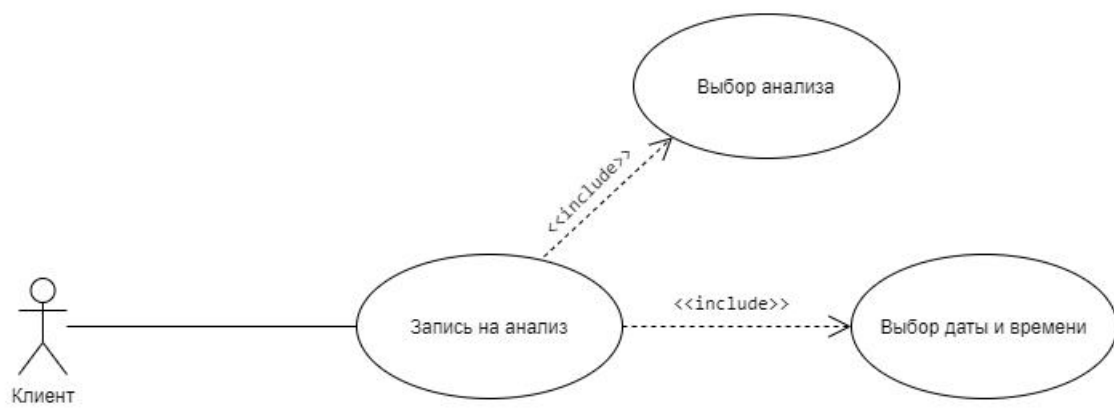 Выбор анализа
<<include>>
<<include>>
Запись на анализ
Выбор даты и времени
Клиент